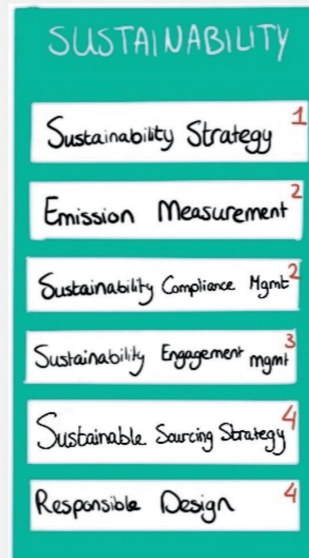 SUSTAINABILITY
Sustainability Strategy 1
Emission Measurement 2
Sustainability Compliance Mgmt 2
Sustainability Engagement mgmt 3
Sustainable Sourcing Strategy 4
Responsible Design 4